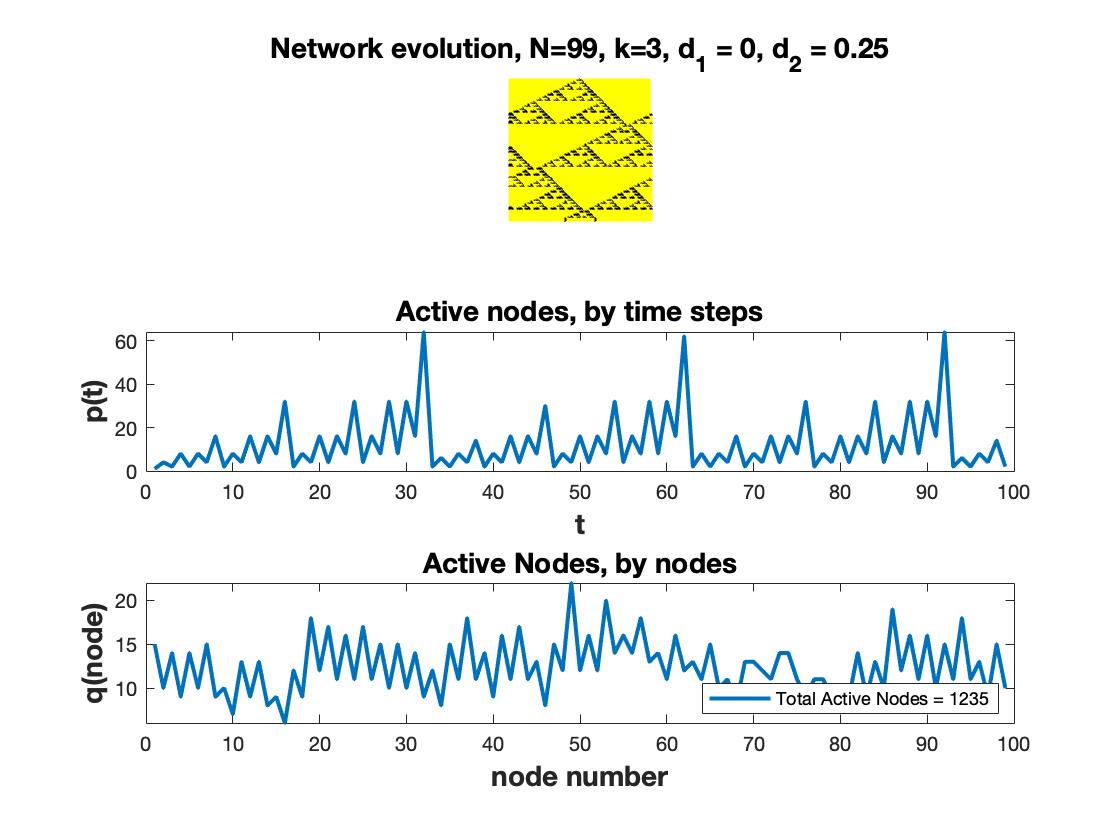 Network evolution, N=99, k=3, d₁ = 0, d₂ = 0.25
Active nodes, by time steps
p(t)
60
40
20
0
0 10 20 30 40 50 60 70 80 90 100
t
Active Nodes, by nodes
q(node)
20
15
10
Total Active Nodes = 1235
0 10 20 30 40 50 60 70 80 90 100
node number